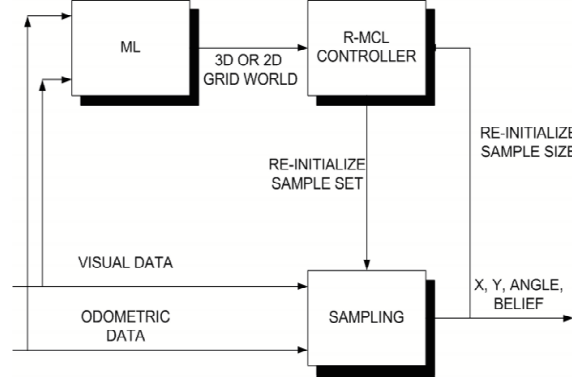 ML
R-MCL
CONTROLLER
3D OR 2D
GRID WORLD
RE-INITIALIZE
SAMPLE SIZE
RE-INITIALIZE
SAMPLE SET
VISUAL DATA
X, Y, ANGLE,
BELIEF
ODOMETRIC
DATA
SAMPLING